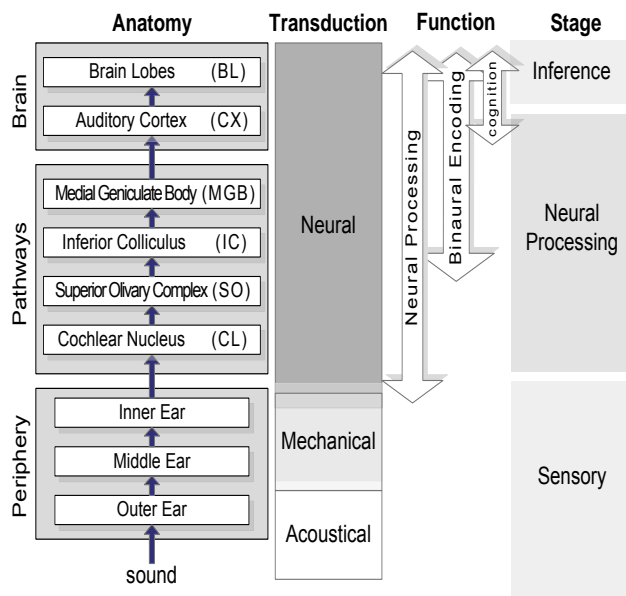 Anatomy Transduction Function Stage
Brain
Brain Lobes (BL)
Auditory Cortex (CX)
Pathways
Medial Geniculate Body (MGB)
Inferior Colliculus (IC)
Superior Olivary Complex (SO)
Cochlear Nucleus (CL)
Periphery
Inner Ear
Middle Ear
Outer Ear
sound
Neural
Mechanical
Acoustical
Neural Processing
Binaural Encoding
cognition
Inference
Neural
Processing
Sensory